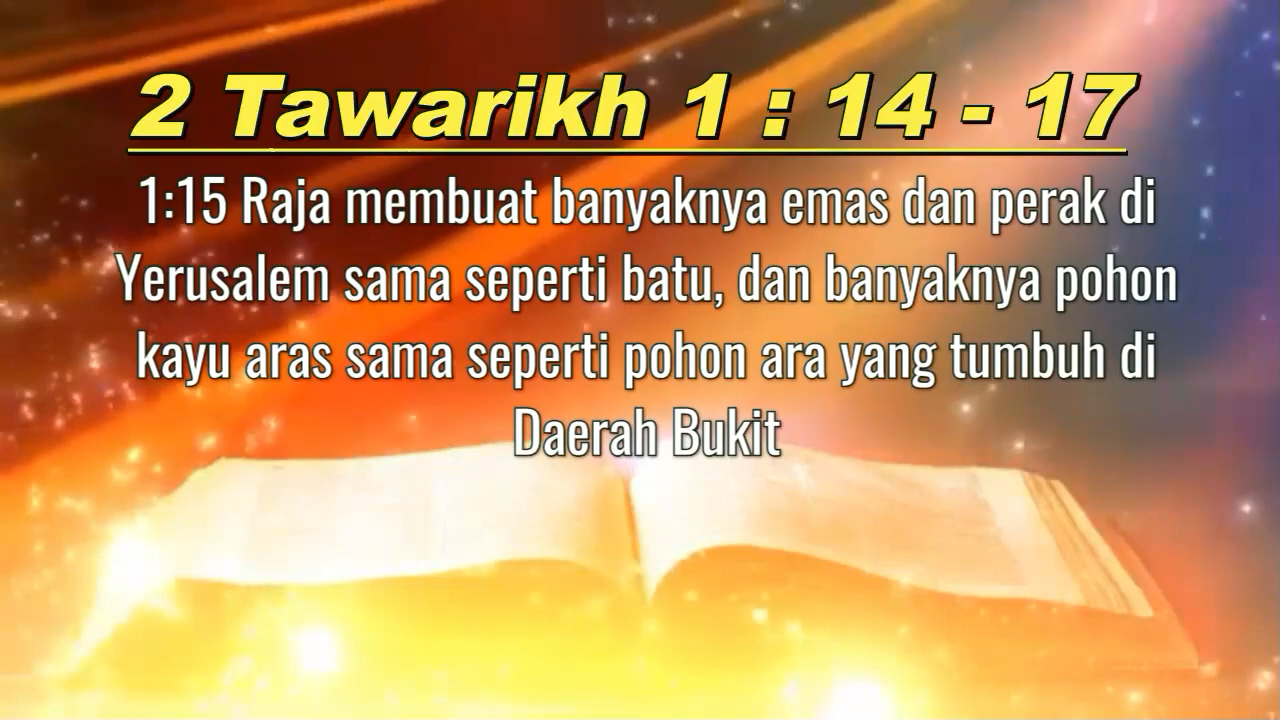 2 Tawarikh 1 : 14 - 17
1:15 Raja membuat banyaknya emas dan perak di
Yerusalem sama seperti batu, dan banyaknya pohon
kayu aras sama seperti pohon ara yang tumbuh di
Daerah Bukit